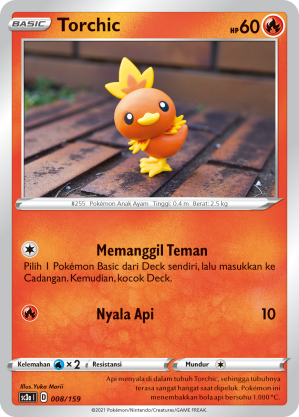 BASIC Torchic HP 60
#255 Pokémon Anak Ayam Tinggi: 0.4 m Berat: 2.5 kg
Memanggil Teman
Pilih 1 Pokémon Basic dari Deck sendiri, lalu masukkan ke
Cadangan. Kemudian, kocok Deck.
Nyala Api 10
Kelemahan ×2 Resistansi Mundur
Illus. Yuka Morii
sc3a I D 008/159
Api menyala di dalam tubuh Torchic, sehingga tubuhnya
terasa sangat hangat saat dipeluk. Pokémon ini
menembakkan bola api bersuhu 1.000 °C.
©2021 Pokémon/Nintendo/Creatures/GAME FREAK.